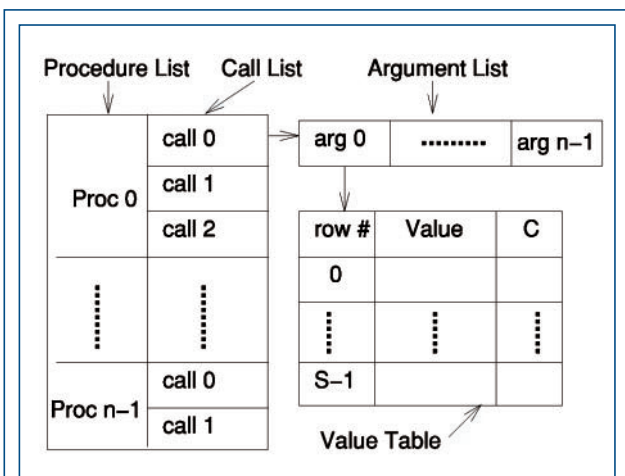 Procedure List
Call List
Argument List
Proc 0
call 0
call 1
call 2
arg 0
arg n-1
row #
Value
C
0
S-1
Proc n-1
call 0
call 1
Value Table